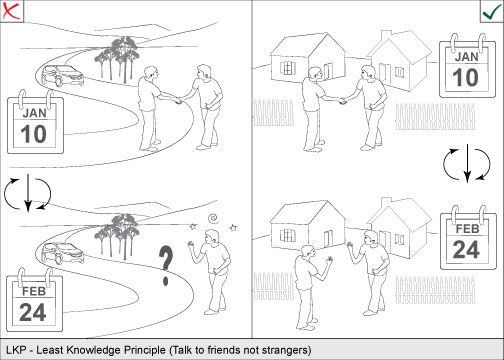 JAN
10
JAN
10
?
FEB
24
FEB
24
LKP - Least Knowledge Principle (Talk to friends not strangers)